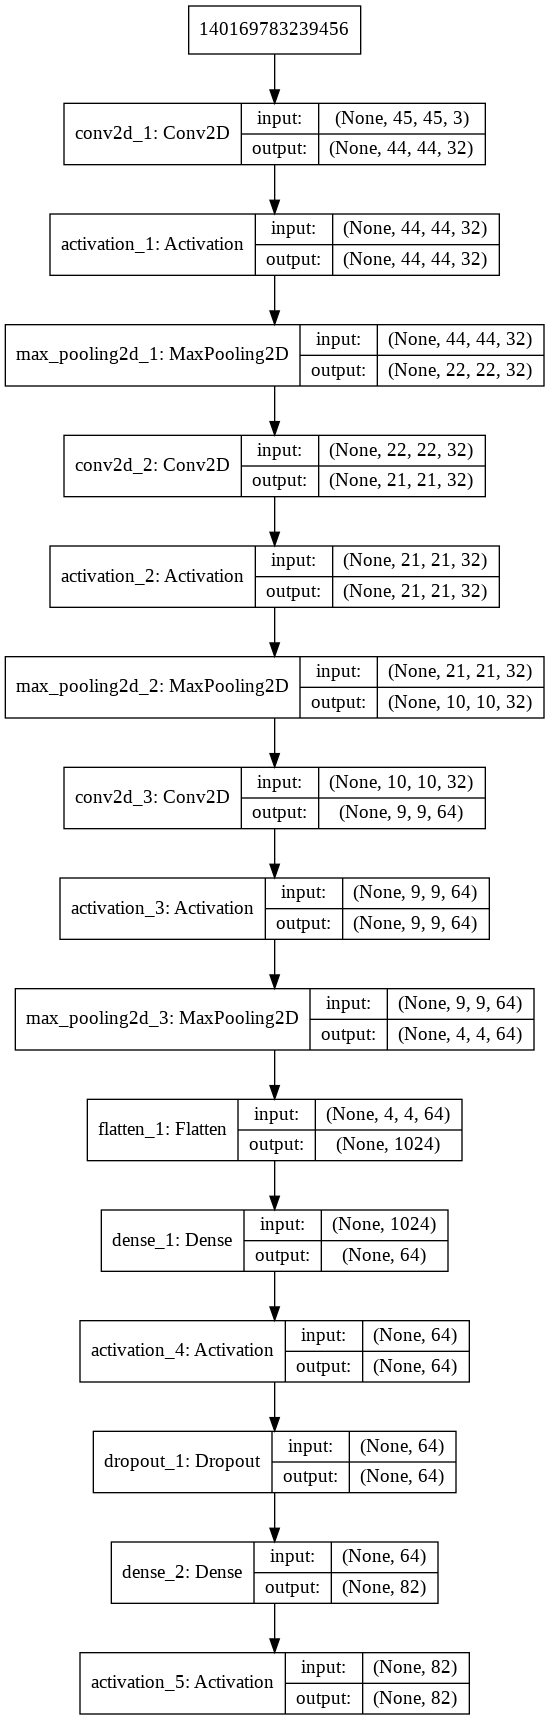 140169783239456
conv2d_1: Conv2D
input: (None, 45, 45, 3)
output: (None, 44, 44, 32)
activation_1: Activation
input: (None, 44, 44, 32)
output: (None, 44, 44, 32)
max_pooling2d_1: MaxPooling2D
input: (None, 44, 44, 32)
output: (None, 22, 22, 32)
conv2d_2: Conv2D
input: (None, 22, 22, 32)
output: (None, 21, 21, 32)
activation_2: Activation
input: (None, 21, 21, 32)
output: (None, 21, 21, 32)
max_pooling2d_2: MaxPooling2D
input: (None, 21, 21, 32)
output: (None, 10, 10, 32)
conv2d_3: Conv2D
input: (None, 10, 10, 32)
output: (None, 9, 9, 64)
activation_3: Activation
input: (None, 9, 9, 64)
output: (None, 9, 9, 64)
max_pooling2d_3: MaxPooling2D
input: (None, 9, 9, 64)
output: (None, 4, 4, 64)
flatten_1: Flatten
input: (None, 4, 4, 64)
output: (None, 1024)
dense_1: Dense
input: (None, 1024)
output: (None, 64)
activation_4: Activation
input: (None, 64)
output: (None, 64)
dropout_1: Dropout
input: (None, 64)
output: (None, 64)
dense_2: Dense
input: (None, 64)
output: (None, 82)
activation_5: Activation
input: (None, 82)
output: (None, 82)